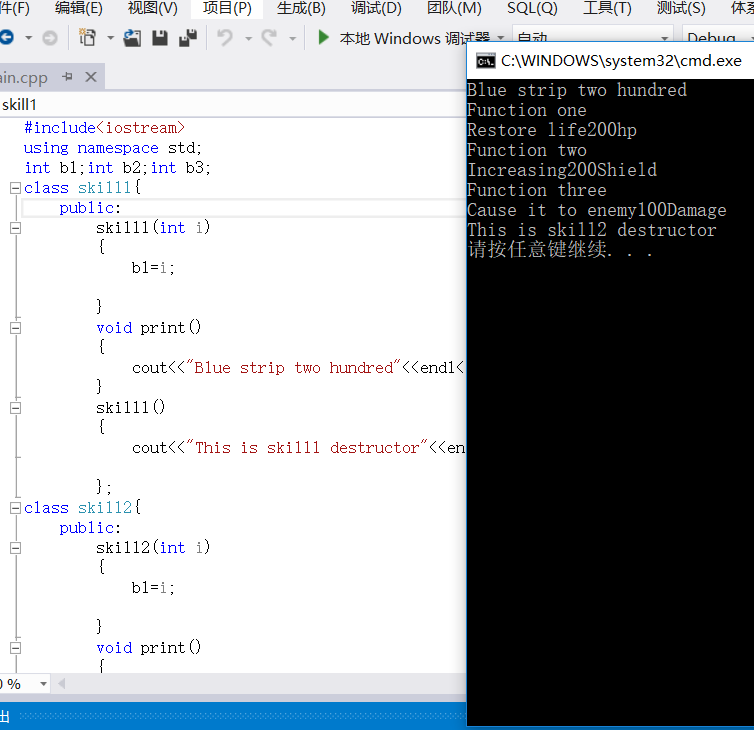 件(F) 编辑(E) 视图(V) 项目(P) 生成(B) 调试(D) 团队(M) SQL(Q) 工具(T) 测试(S) 体系
本地 Windows 调试器 自动 Debug
ain.cpp
C:\WINDOWS\system32\cmd.exe
skill1
#include<iostream>
using namespace std;
int b1;int b2;int b3;
class skill1{
public:
skill1(int i)
{
b1=i;
}
void print()
{
cout<<"Blue strip two hundred"<<endl<
}
skill1()
{
cout<<"This is skill1 destructor"<<en
};
class skill2{
public:
skill2(int i)
{
b1=i;
}
void print()
{
0 %
出
Blue strip two hundred
Function one
Restore life200hp
Function two
Increasing200Shield
Function three
Cause it to enemy100Damage
This is skill2 destructor
请按任意键继续. . .